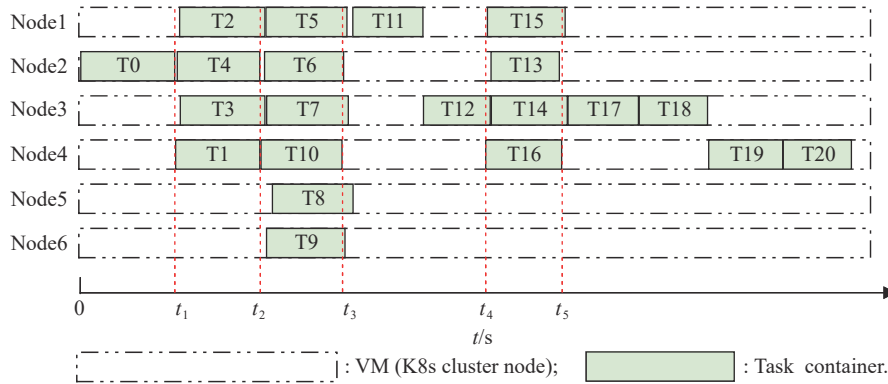 Node1 T2 T5 T11 T15
Node2 T0 T4 T6 T13
Node3 T3 T7 T12 T14 T17 T18
Node4 T1 T10 T16 T19 T20
Node5 T8
Node6 T9
0 t1 t2 t3 t4 t5
t/s
: VM (K8s cluster node); : Task container.